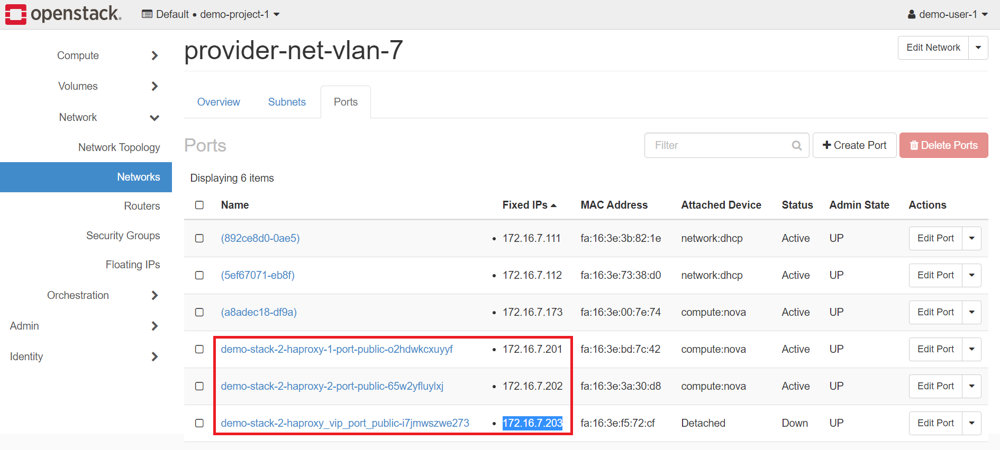 openstack. Default • demo-project-1 demo-user-1
provider-net-vlan-7 Edit Network
Compute
Volumes
Network
Network Topology
Networks
Routers
Security Groups
Floating IPs
Orchestration
Admin
Identity
Overview Subnets Ports
Ports Filter Create Port Delete Ports
Displaying 6 items
Name Fixed IPs MAC Address Attached Device Status Admin State Actions
(892ce8d0-0ae5) • 172.16.7.111 fa:16:3e:3b:82:1e network:dhcp Active UP Edit Port
(5ef67071-eb8f) • 172.16.7.112 fa:16:3e:73:38:d0 network:dhcp Active UP Edit Port
(a8adec18-df9a) • 172.16.7.173 fa:16:3e:00:7e:74 compute:nova Active UP Edit Port
demo-stack-2-haproxy-1-port-public-o2hdwkcxuyyf • 172.16.7.201 fa:16:3e:bd:7c:42 compute:nova Active UP Edit Port
demo-stack-2-haproxy-2-port-public-65w2yfluylxj • 172.16.7.202 fa:16:3e:3a:30:d8 compute:nova Active UP Edit Port
demo-stack-2-haproxy_vip_port_public-i7jmwszwe273 • 172.16.7.203 fa:16:3e:f5:72:cf Detached Down UP Edit Port